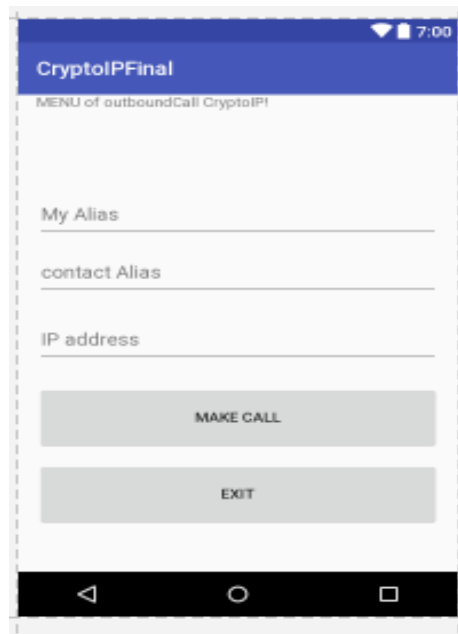 7:00
CryptoIPFinal
MENU of outboundCall CryptoIP!
My Alias
contact Alias
IP address
MAKE CALL
EXIT